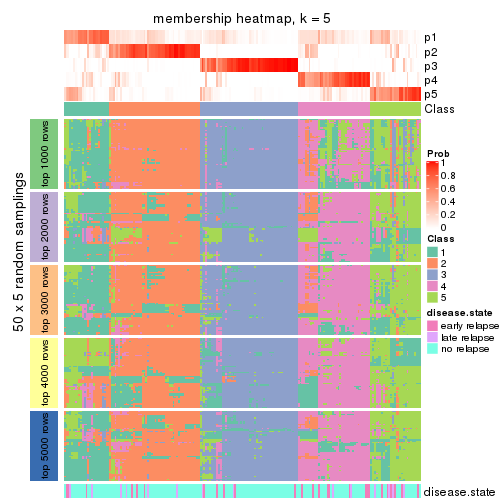 membership heatmap, k = 5
p1
p2
p3
p4
p5
Class
50 x 5 random samplings
top 1000 rows
top 2000 rows
top 3000 rows
top 4000 rows
top 5000 rows
Prob
1
0.8
0.6
0.4
0.2
0
Class
1
2
3
4
5
disease.state
early relapse
late relapse
no relapse
disease.state